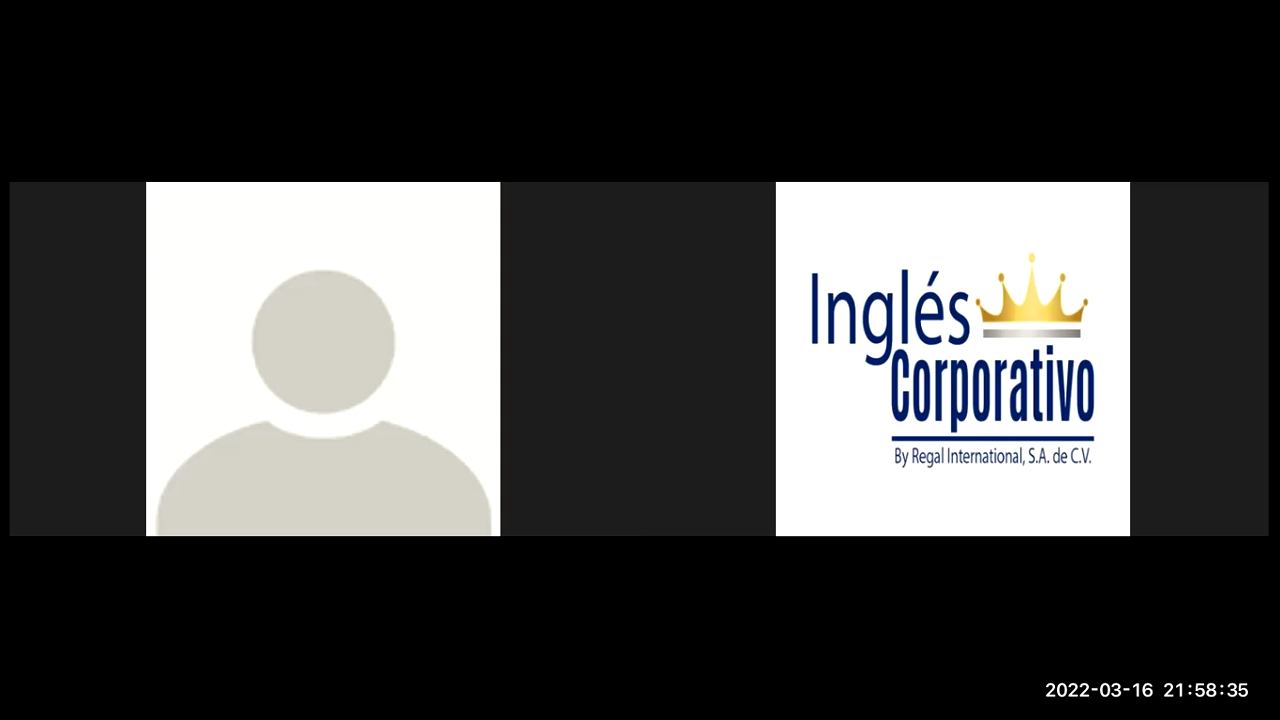 Inglés
Corporativo
By Regal International, S.A. de C.V.
2022-03-16 21:58:35